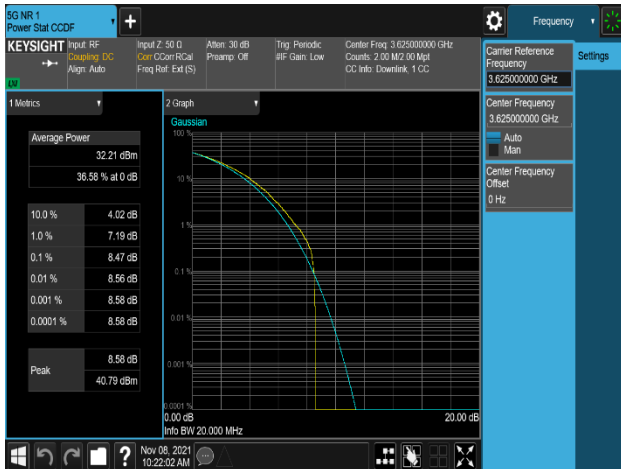 5G NR 1
Power Stat CCDF
Frequency
KEYSIGHT
Input: RF
Coupling: DC
Align: Auto
Input Z: 50 Ω
Corr CCorr RCal
Freq Ref: Ext (S)
Atten: 30 dB
Preamp: Off
Trig: Periodic
#IF Gain: Low
Center Freq: 3.625000000 GHz
Counts: 2.00 M/2.00 Mpt
CC Info: Downlink, 1 CC
1 Metrics
Average Power
32.21 dBm
36.58 % at 0 dB
10.0 % 4.02 dB
1.0 % 7.19 dB
0.1 % 8.47 dB
0.01 % 8.56 dB
0.001 % 8.58 dB
0.0001 % 8.58 dB
Peak
8.58 dB
40.79 dBm
2 Graph
Gaussian
100 %
10 %
1 %
0.1 %
0.01 %
0.001 %
0.0001 %
0.00 dB 20.00 dB
Info BW 20.000 MHz
Carrier Reference
Frequency
3.625000000 GHz
Settings
Center Frequency
3.625000000 GHz
Auto
Man
Center Frequency
Offset
0 Hz
?
Nov 08, 2021
10:22:02 AM